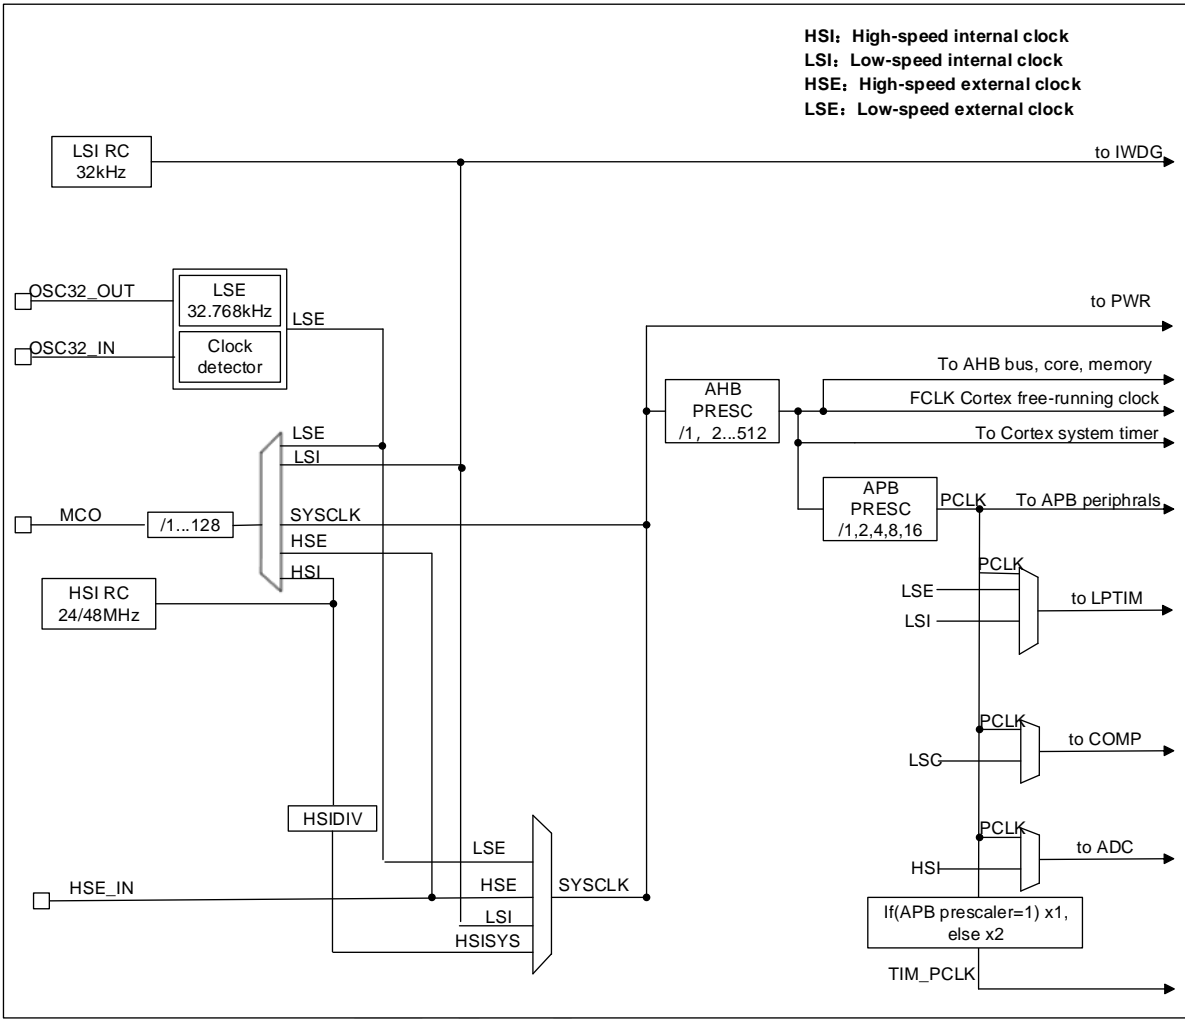 HSI：High-speed internal clock
LSI：Low-speed internal clock
HSE：High-speed external clock
LSE：Low-speed external clock
LSI RC
32kHz
to IWDG
OSC32_OUT
LSE
32.768kHz
LSE
OSC32_IN
Clock
detector
to PWR
To AHB bus, core, memory
AHB
PRESC
/1，2...512
FCLK Cortex free-running clock
To Cortex system timer
LSE
LSI
MCO
/1...128
SYSCLK
HSE
HSI
APB
PRESC
/1,2,4,8,16
PCLK
To APB periphrals
HSI RC
24/48MHz
PCLK
LSE
LSI
to LPTIM
PCLK
LSC
to COMP
HSIDIV
PCLK
HSI
to ADC
LSE
HSE_IN
HSE
LSI
HSISYS
SYSCLK
If(APB prescaler=1) x1,
else x2
TIM_PCLK